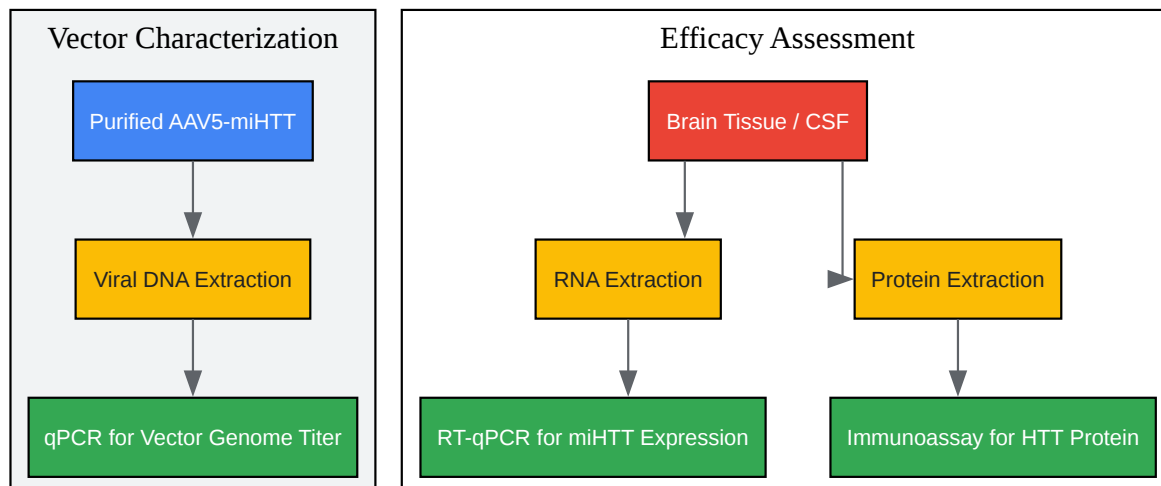 Vector Characterization
Purified AAV5-miHTT
Viral DNA Extraction
qPCR for Vector Genome Titer
Efficacy Assessment
Brain Tissue / CSF
RNA Extraction
Protein Extraction
RT-qPCR for miHTT Expression
Immunoassay for HTT Protein